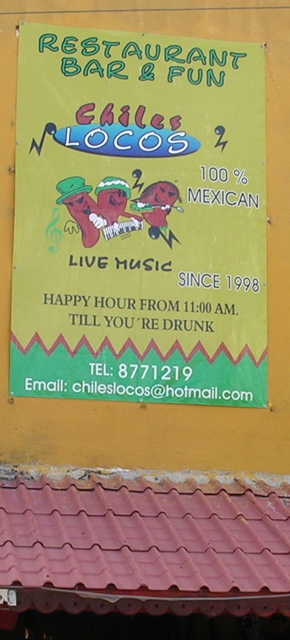 RESTAURANT
BAR & FUN
Chiles
LOCOS
100 %
MEXICAN
LIVE MUSIC
SINCE 1998
HAPPY HOUR FROM 11:00 AM.
TILL YOU´RE DRUNK
TEL: 8771219
Email: chileslocos@hotmail.com